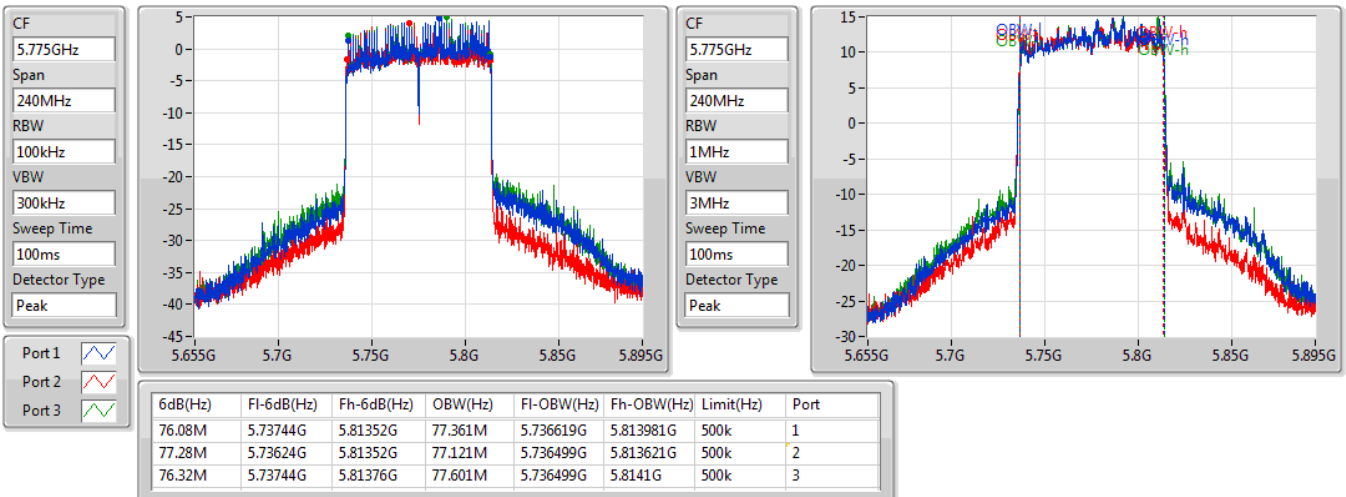 CF
5.775GHz
Span
240MHz
RBW
100kHz
VBW
300kHz
Sweep Time
100ms
Detector Type
Peak
5-
0-
-5-
-10-
-15-
-20-
-25-
-30-
-35-
-40-
-45-
5.655G 5.7G 5.75G 5.8G 5.85G 5.895G
CF
5.775GHz
Span
240MHz
RBW
1MHz
VBW
3MHz
Sweep Time
100ms
Detector Type
Peak
15-
10-
5-
0-
-5-
-10-
-15-
-20-
-25-
-30-
OBW-h
OBW-h
5.655G 5.7G 5.75G 5.8G 5.85G 5.895G
Port 1
Port 2
Port 3
6dB(Hz) Fl-6dB(Hz) Fh-6dB(Hz) OBW(Hz) Fl-OBW(Hz) Fh-OBW(Hz) Limit(Hz) Port
76.08M 5.73744G 5.81352G 77.361M 5.736619G 5.813981G 500k 1
77.28M 5.73624G 5.81352G 77.121M 5.736499G 5.813621G 500k 2
76.32M 5.73744G 5.81376G 77.601M 5.736499G 5.8141G 500k 3